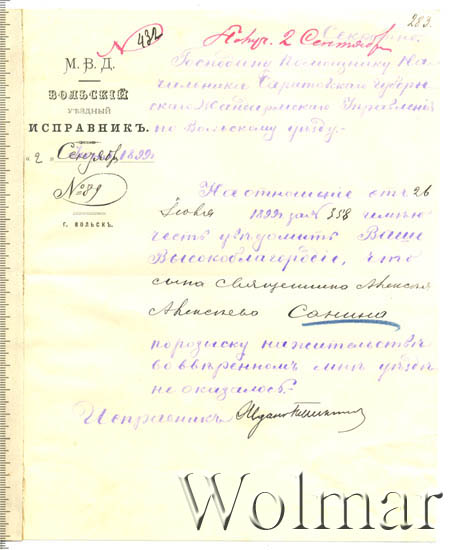 283.
Секретно.
№ 432
Получ. 2 Сентября
М. В. Д.
ВОЛЬСКІЙ
УѢЗДНЫЙ
ИСПРАВНИКЪ.
„2„ Сентября 1899 г.
№ 89
Г. ВОЛЬСКЪ.
Господину Помощнику На-
чальника Саратовскаго Губерн-
скаго Жандармскаго Управленія
по Вольскому уѣзду.
На отношеніе отъ 26
1899 г. за № 358 имѣю
честь увѣдомить Ваше
Высокоблагородіе, что
сына священника Алексѣя
Алексѣева Санина
по розыску на жительствѣ
во ввѣренномъ мнѣ уѣздѣ
не оказалось.
Исправникъ
Wolmar